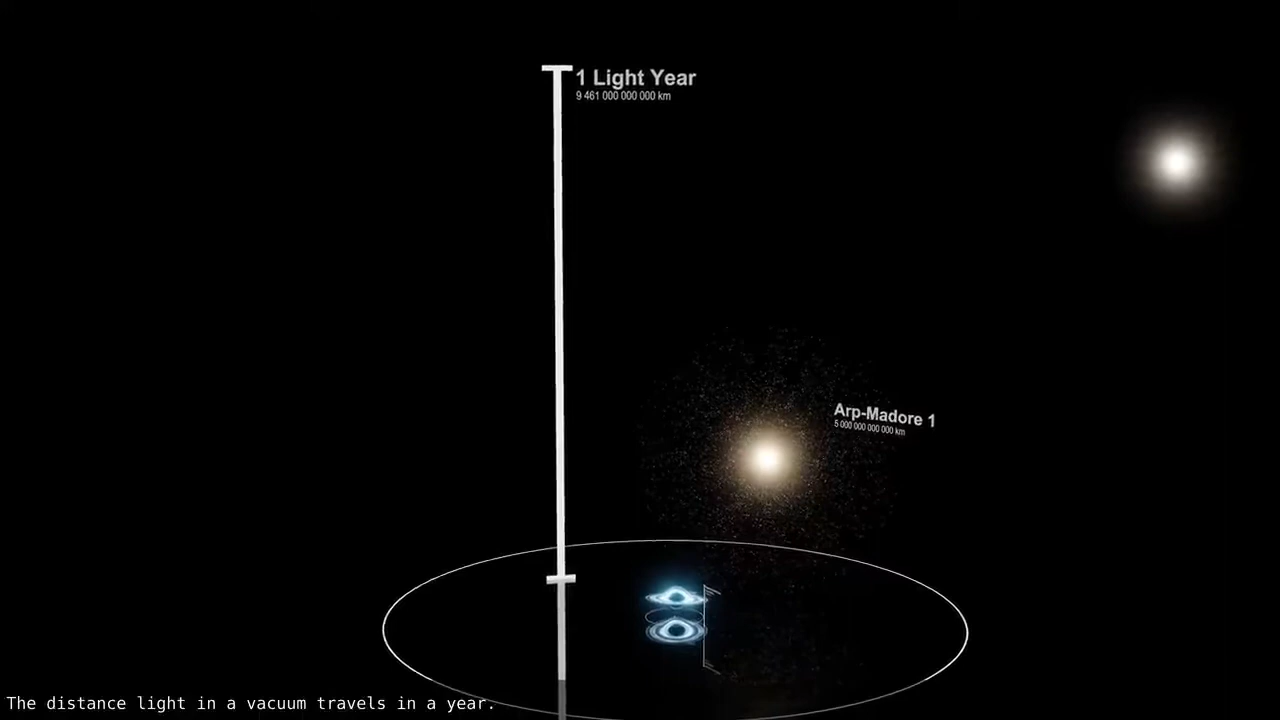 1 Light Year
9 461 000 000 000 km
Arp-Madore 1
5 000 000 000 000 km
The distance light in a vacuum travels in a year.